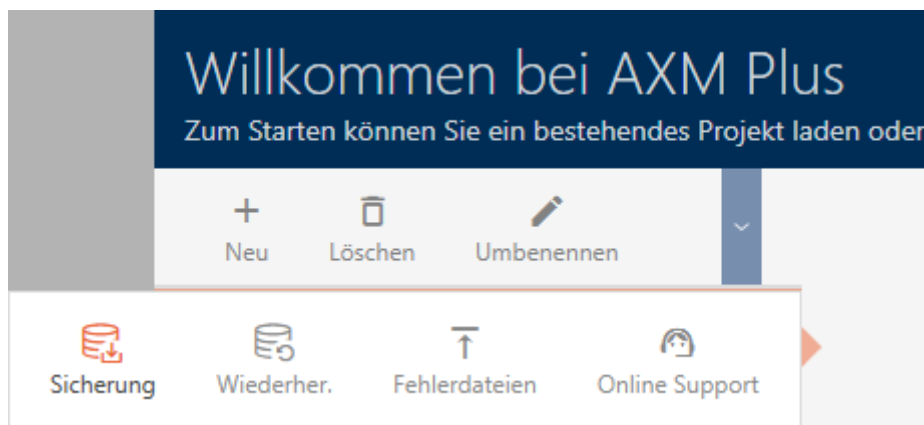 Willkommen bei AXM Plus
Zum Starten können Sie ein bestehendes Projekt laden oder
Neu Löschen Umbenennen
Sicherung Wiederher. Fehlerdateien Online Support